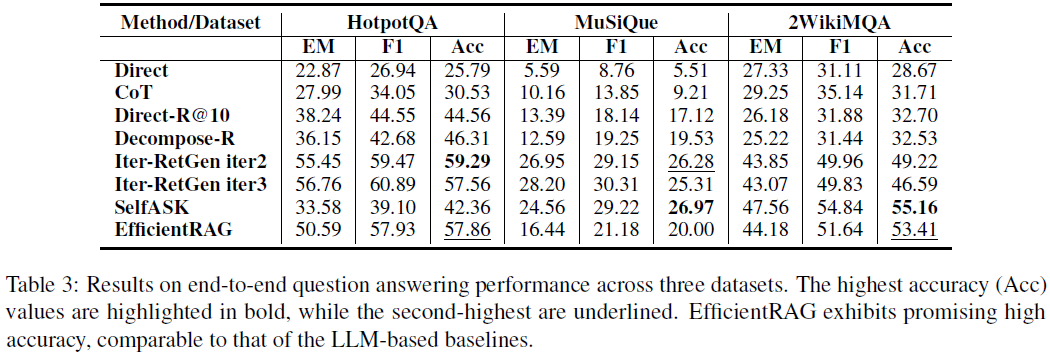 Method/Dataset HotpotQA MuSiQue 2WikiMQA
EM F1 Acc EM F1 Acc EM F1 Acc
Direct 22.87 26.94 25.79 5.59 8.76 5.51 27.33 31.11 28.67
CoT 27.99 34.05 30.53 10.16 13.85 9.21 29.25 35.14 31.71
Direct-R@10 38.24 44.55 44.56 13.39 18.14 17.12 26.18 31.88 32.70
Decompose-R 36.15 42.68 46.31 12.59 19.25 19.53 25.22 31.44 32.53
Iter-RetGen iter2 55.45 59.47 59.29 26.95 29.15 26.28 43.85 49.96 49.22
Iter-RetGen iter3 56.76 60.89 57.56 28.20 30.31 25.31 43.07 49.83 46.59
SelfASK 33.58 39.10 42.36 24.56 29.22 26.97 47.56 54.84 55.16
EfficientRAG 50.59 57.93 57.86 16.44 21.18 20.00 44.18 51.64 53.41
Table 3: Results on end-to-end question answering performance across three datasets. The highest accuracy (Acc)
values are highlighted in bold, while the second-highest are underlined. EfficientRAG exhibits promising high
accuracy, comparable to that of the LLM-based baselines.